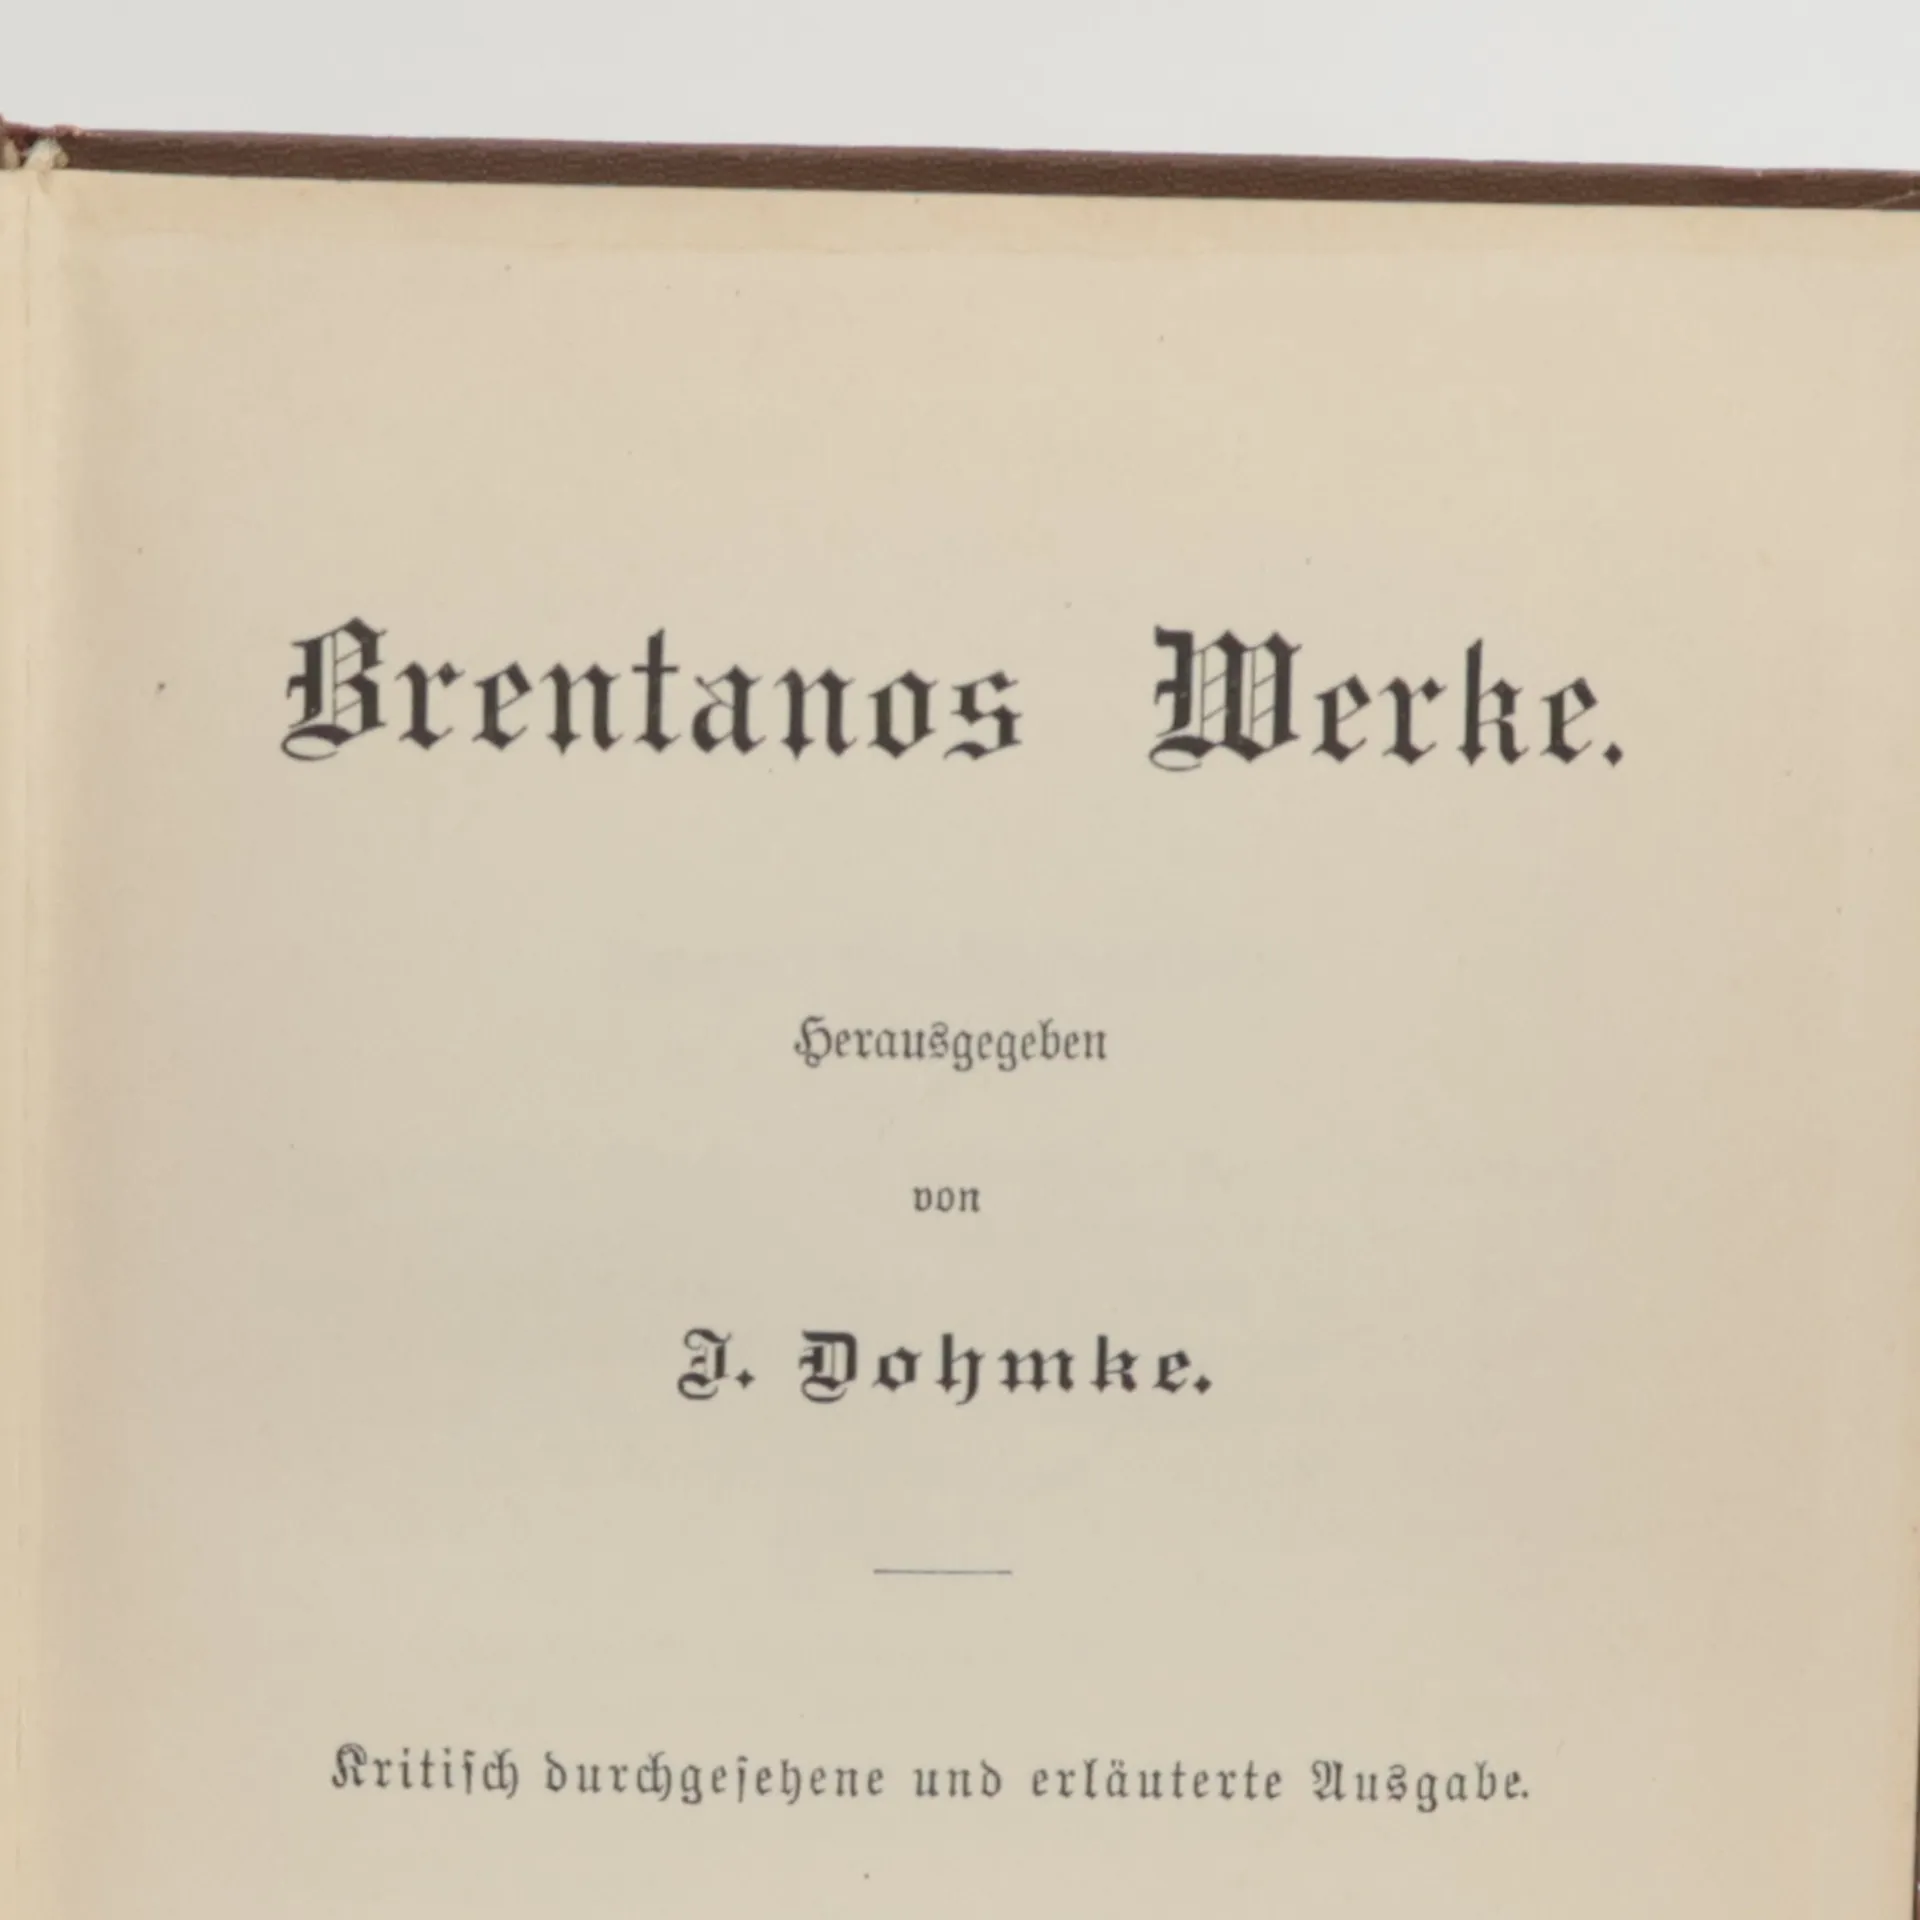 Brentanos Werke.
Herausgegeben
von
J. Dohmke.
Kritiſch durchgeſehene und erläuterte Ausgabe.